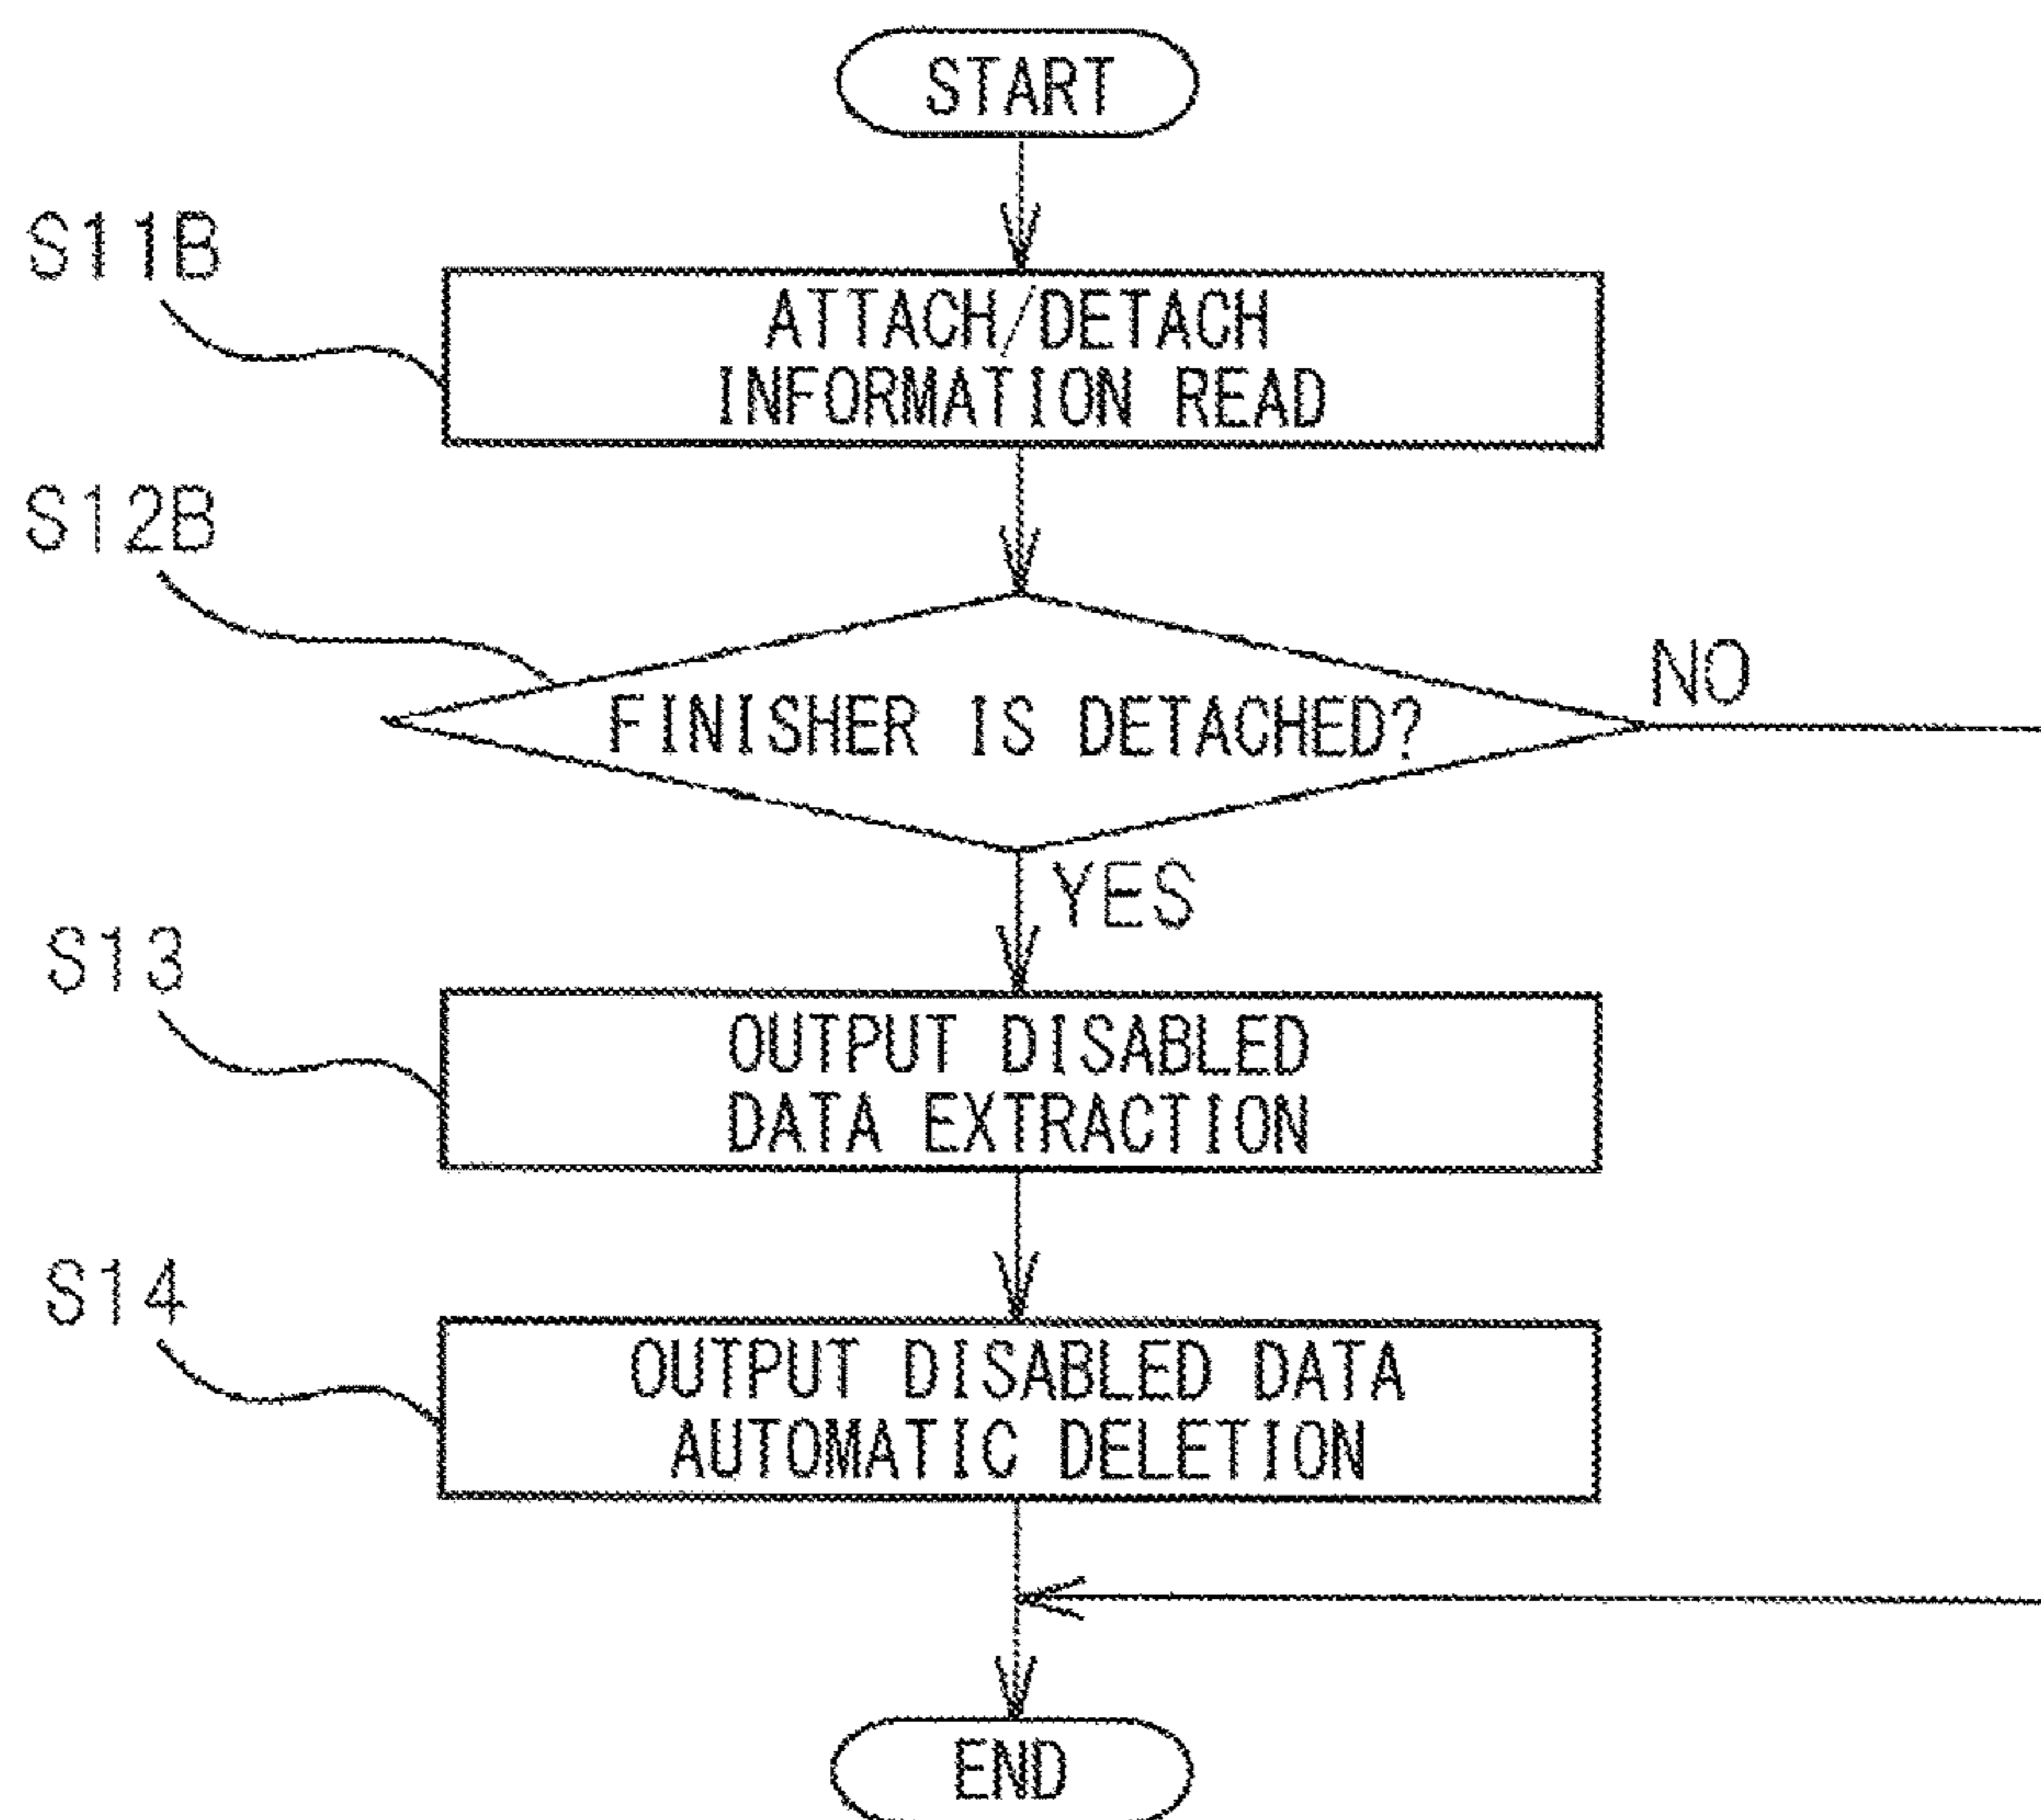 START
S11B
ATTACH/DETACH
INFORMATION READ
S12B
FINISHER IS DETACHED?
NO
YES
S13
OUTPUT DISABLED
DATA EXTRACTION
S14
OUTPUT DISABLED DATA
AUTOMATIC DELETION
END